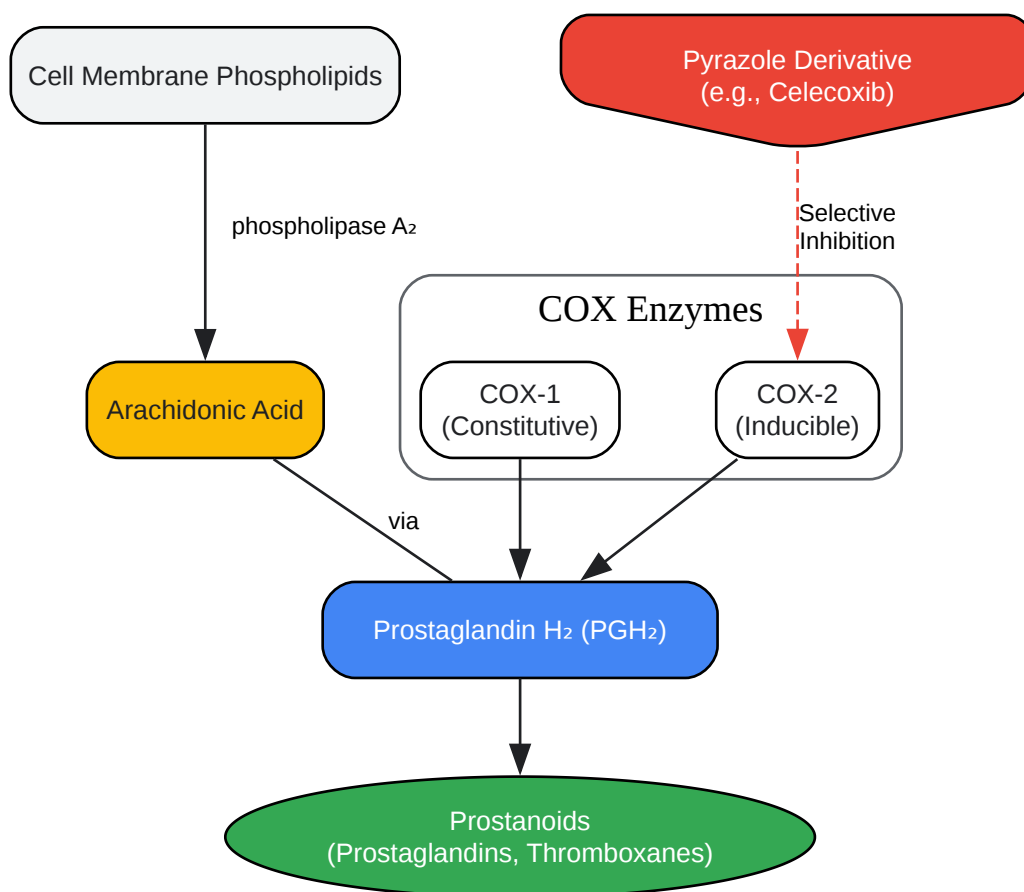 Cell Membrane Phospholipids
Pyrazole Derivative
(e.g., Celecoxib)
phospholipase A₂
Selective
Inhibition
COX Enzymes
Arachidonic Acid
COX-1
(Constitutive)
COX-2
(Inducible)
via
Prostaglandin H₂ (PGH₂)
Prostanoids
(Prostaglandins, Thromboxanes)